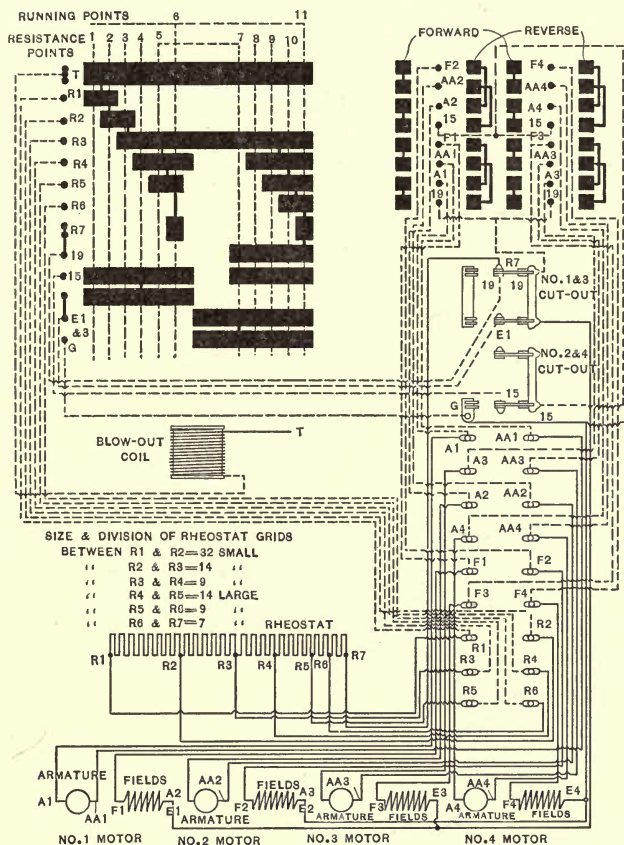 RUNNING POINTS 6 11
RESISTANCE POINTS 1 2 3 4 5 7 8 9 10
T
R1
R2
R3
R4
R5
R6
R7
19
15
E1
&3
G
FORWARD REVERSE
F2 F4
AA2 AA4
A2 A4
15 15
F1 F3
AA1 AA3
A1 A3
19 19
R7
19 19 NO.1&3
CUT-OUT
E1
NO.2&4
CUT-OUT
15
G 15
BLOW-OUT
COIL
T
A1 AA1
A3 AA3
A2 AA2
A4 AA4
F1 F2
F3 F4
R1 R2
R3 R4
R5 R6
SIZE & DIVISION OF RHEOSTAT GRIDS
BETWEEN R1 & R2=32 SMALL
" R2 & R3=14 "
" R3 & R4=9 "
" R4 & R5=14 LARGE
" R5 & R6=9 "
" R6 & R7=7 "
RHEOSTAT
R1 R2 R3 R4 R5 R6 R7
ARMATURE FIELDS AA2 FIELDS AA3 E3 AA4 E4
A1 AA1 F1 A2 E1 ARMATURE F2 A3 E2 ARMATURE F3 FIELDS A4 ARMATURE F4 FIELDS
NO.1 MOTOR NO.2 MOTOR NO.3 MOTOR NO.4 MOTOR